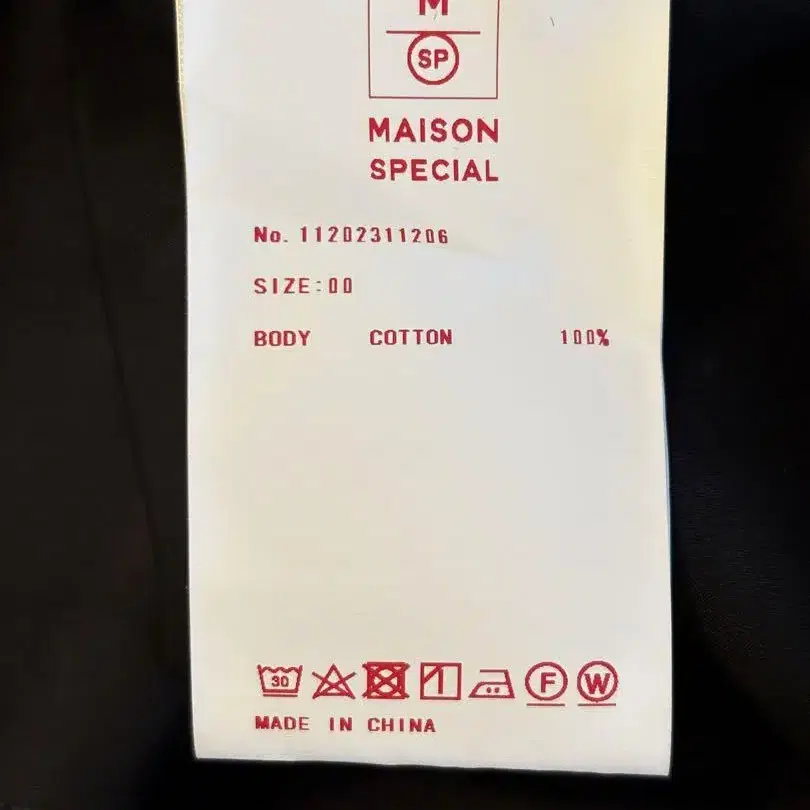 M
SP
MAISON
SPECIAL
No. 11202311206
SIZE:00
BODY COTTON 100%
30 F W
MADE IN CHINA